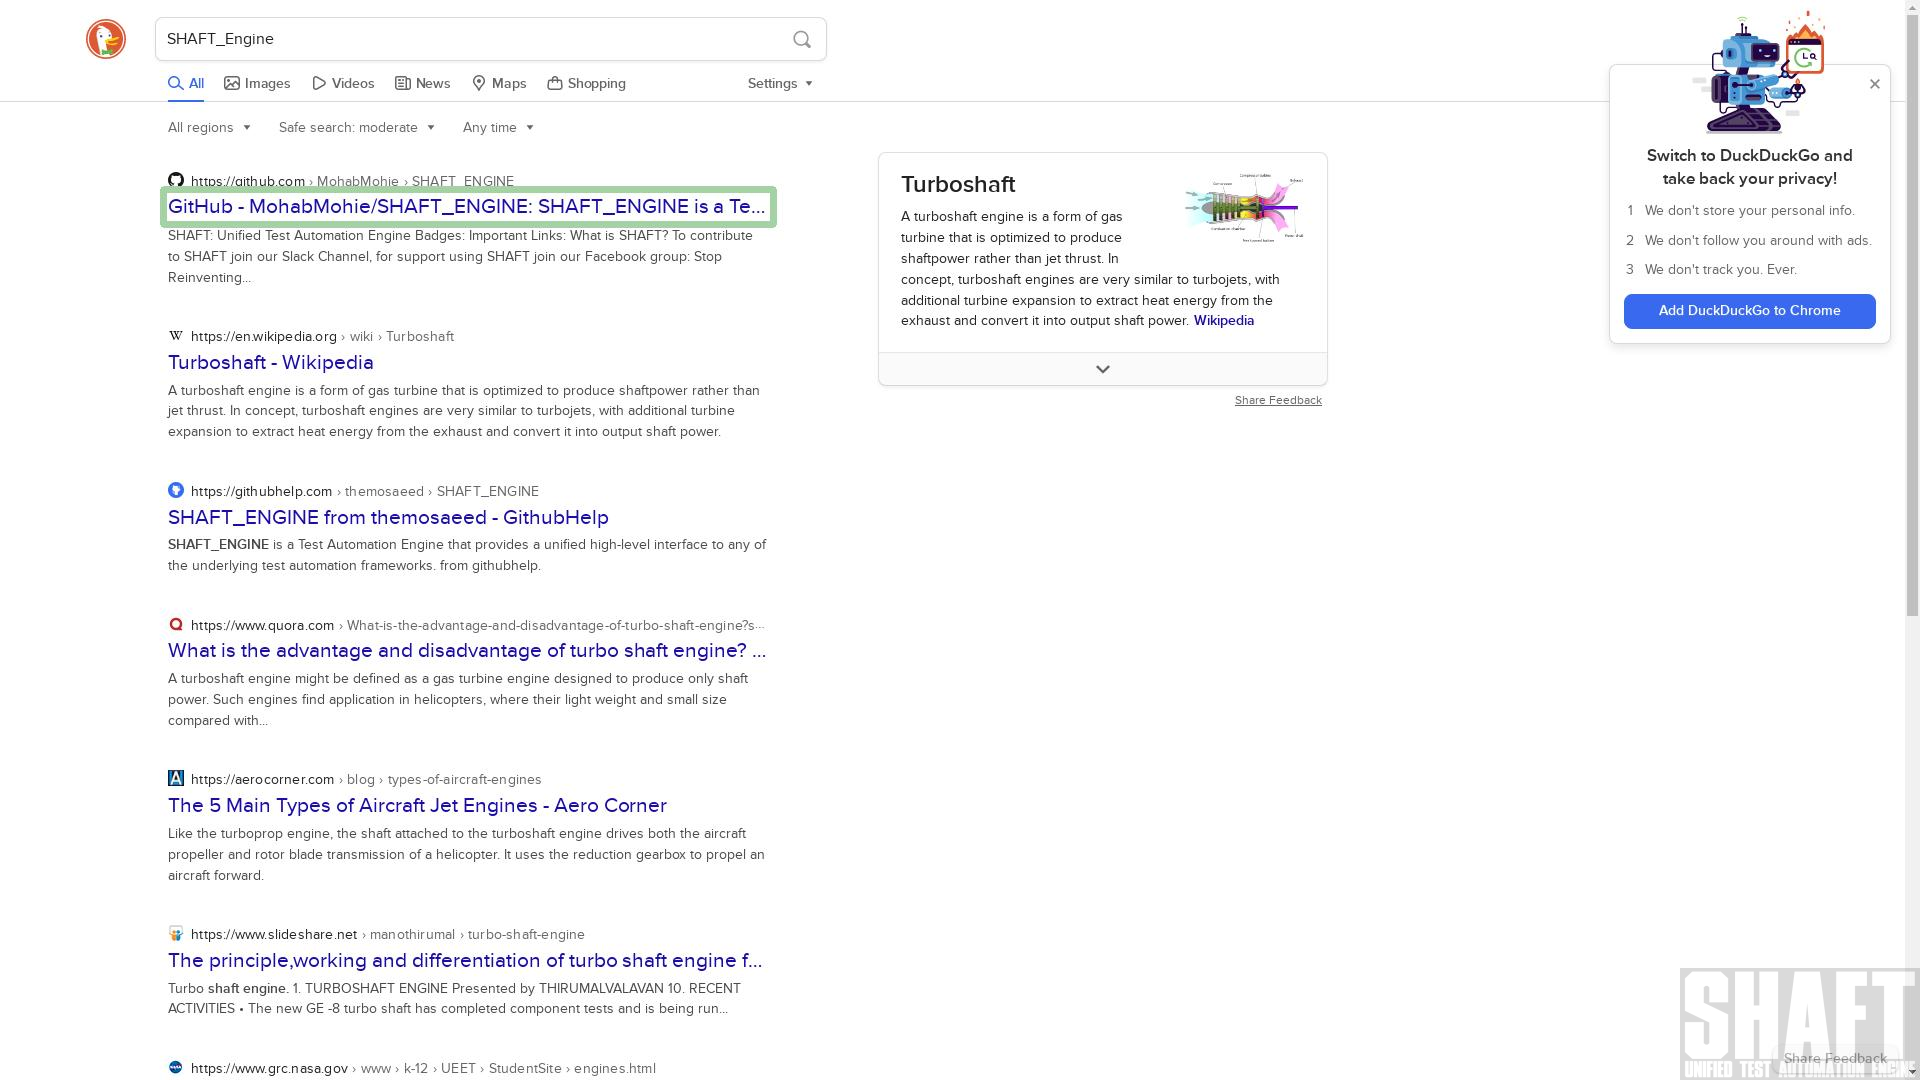 SHAFT_Engine
All
Images
Videos
News
Maps
Shopping
Settings
All regions
Safe search: moderate
Any time
https://github.com › MohabMohie › SHAFT_ENGINE
GitHub - MohabMohie/SHAFT_ENGINE: SHAFT_ENGINE is a Te...
SHAFT: Unified Test Automation Engine Badges: Important Links: What is SHAFT? To contribute
to SHAFT join our Slack Channel, for support using SHAFT join our Facebook group: Stop
Reinventing...
https://en.wikipedia.org › wiki › Turboshaft
Turboshaft - Wikipedia
A turboshaft engine is a form of gas turbine that is optimized to produce shaftpower rather than
jet thrust. In concept, turboshaft engines are very similar to turbojets, with additional turbine
expansion to extract heat energy from the exhaust and convert it into output shaft power.
https://githubhelp.com › themosaeed › SHAFT_ENGINE
SHAFT_ENGINE from themosaeed - GithubHelp
SHAFT_ENGINE is a Test Automation Engine that provides a unified high-level interface to any of
the underlying test automation frameworks. from githubhelp.
https://www.quora.com › What-is-the-advantage-and-disadvantage-of-turbo-shaft-engine?s...
What is the advantage and disadvantage of turbo shaft engine? ...
A turboshaft engine might be defined as a gas turbine engine designed to produce only shaft
power. Such engines find application in helicopters, where their light weight and small size
compared with...
https://aerocorner.com › blog › types-of-aircraft-engines
The 5 Main Types of Aircraft Jet Engines - Aero Corner
Like the turboprop engine, the shaft attached to the turboshaft engine drives both the aircraft
propeller and rotor blade transmission of a helicopter. It uses the reduction gearbox to propel an
aircraft forward.
https://www.slideshare.net › manothirumal › turbo-shaft-engine
The principle,working and differentiation of turbo shaft engine f...
Turbo shaft engine. 1. TURBOSHAFT ENGINE Presented by THIRUMALVALAVAN 10. RECENT
ACTIVITIES • The new GE -8 turbo shaft has completed component tests and is being run...
https://www.grc.nasa.gov › www › k-12 › UEET › StudentSite › engines.html
Turboshaft
A turboshaft engine is a form of gas
turbine that is optimized to produce
shaftpower rather than jet thrust. In
concept, turboshaft engines are very similar to turbojets, with
additional turbine expansion to extract heat energy from the
exhaust and convert it into output shaft power. Wikipedia
Share Feedback
Switch to DuckDuckGo and
take back your privacy!
1 We don't store your personal info.
2 We don't follow you around with ads.
3 We don't track you. Ever.
Add DuckDuckGo to Chrome
SHAFT
Share Feedback
UNIFIED TEST AUTOMATION ENGINE